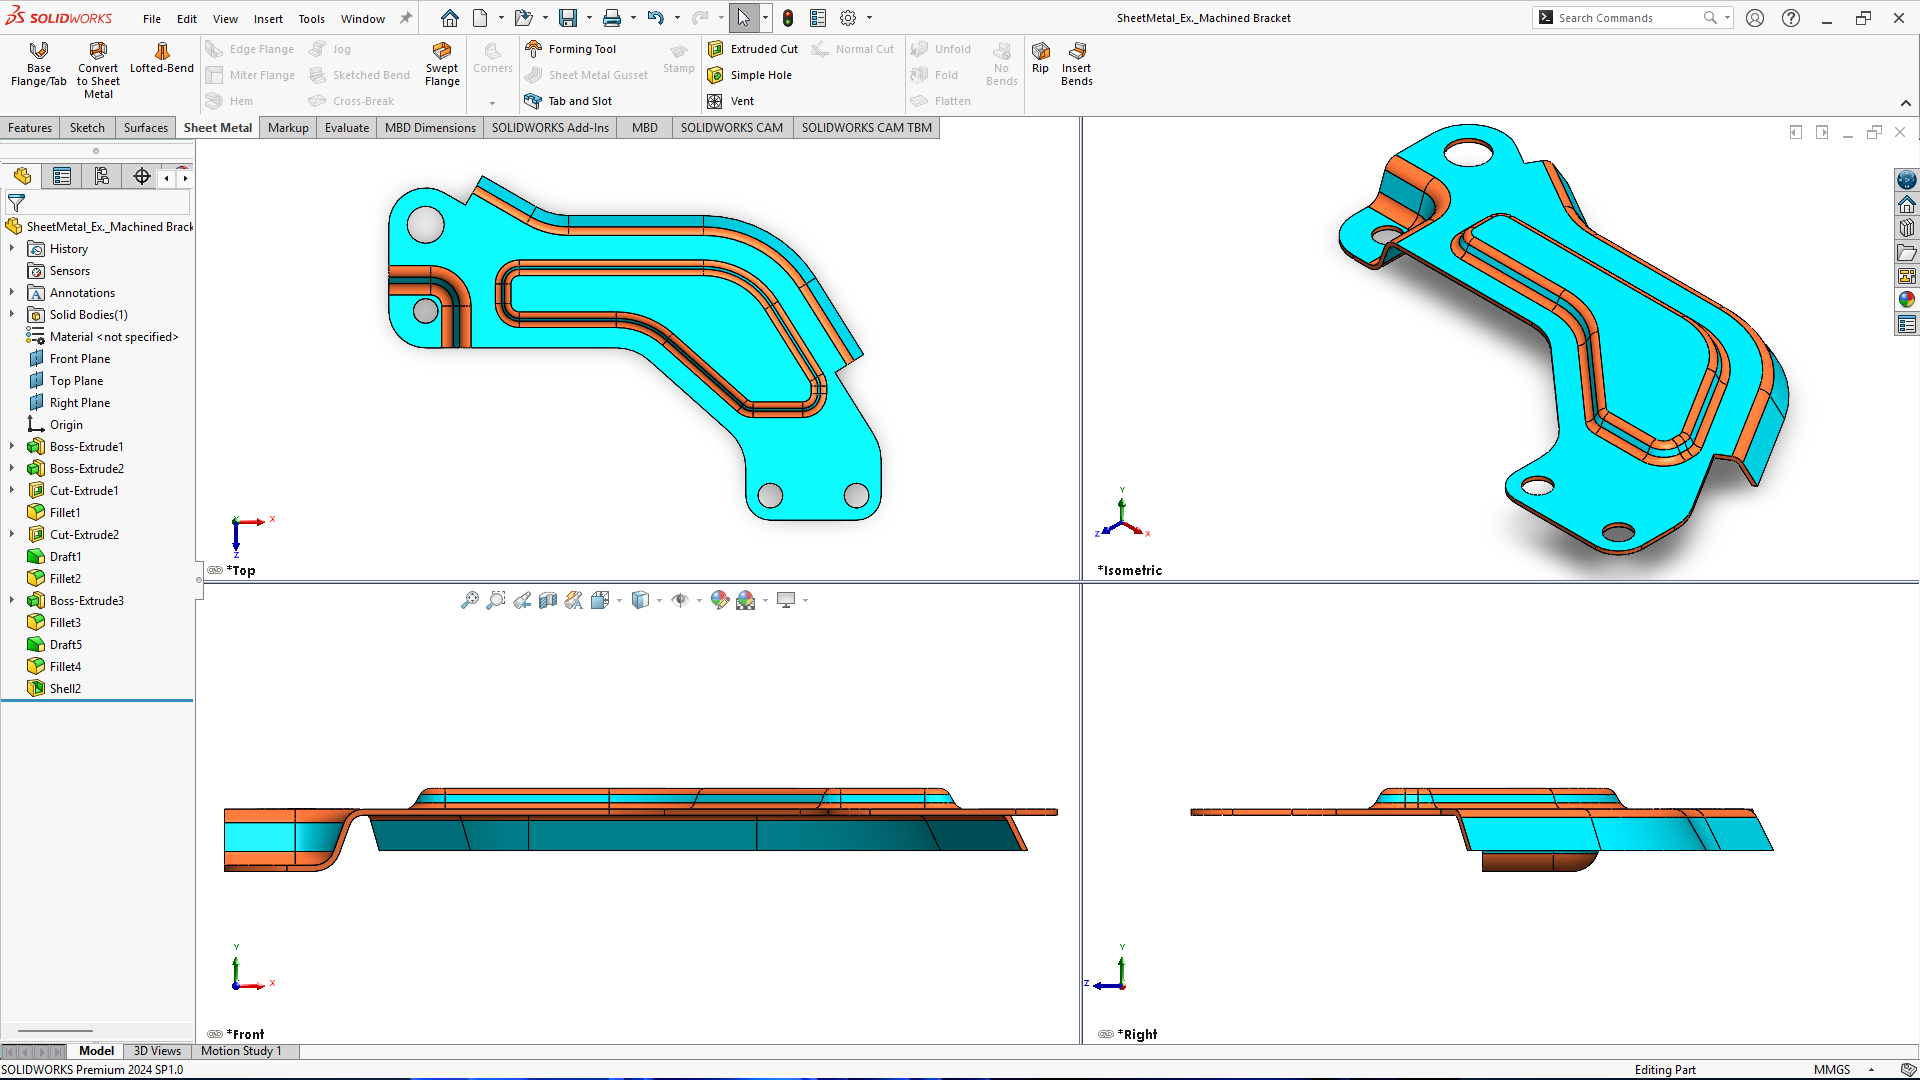 SOLIDWORKS File Edit View Insert Tools Window SheetMetal_Ex._Machined Bracket Search Commands
Base Flange/Tab
Convert to Sheet Metal
Lofted-Bend
Edge Flange
Miter Flange
Hem
Jog
Sketched Bend
Cross-Break
Swept Flange
Corners
Forming Tool
Sheet Metal Gusset
Tab and Slot
Stamp
Extruded Cut
Simple Hole
Vent
Normal Cut
Unfold
Fold
Flatten
No Bends
Rip
Insert Bends
Features Sketch Surfaces Sheet Metal Markup Evaluate MBD Dimensions SOLIDWORKS Add-Ins MBD SOLIDWORKS CAM SOLIDWORKS CAM TBM
SheetMetal_Ex._Machined Brack
History
Sensors
Annotations
Solid Bodies(1)
Material <not specified>
Front Plane
Top Plane
Right Plane
Origin
Boss-Extrude1
Boss-Extrude2
Cut-Extrude1
Fillet1
Cut-Extrude2
Draft1
Fillet2
Boss-Extrude3
Fillet3
Draft5
Fillet4
Shell2
Y
X
Z
*Top
Y
Z
X
*Isometric
Y
X
*Front
Y
Z
*Right
Model 3D Views Motion Study 1
SOLIDWORKS Premium 2024 SP1.0 Editing Part MMGS